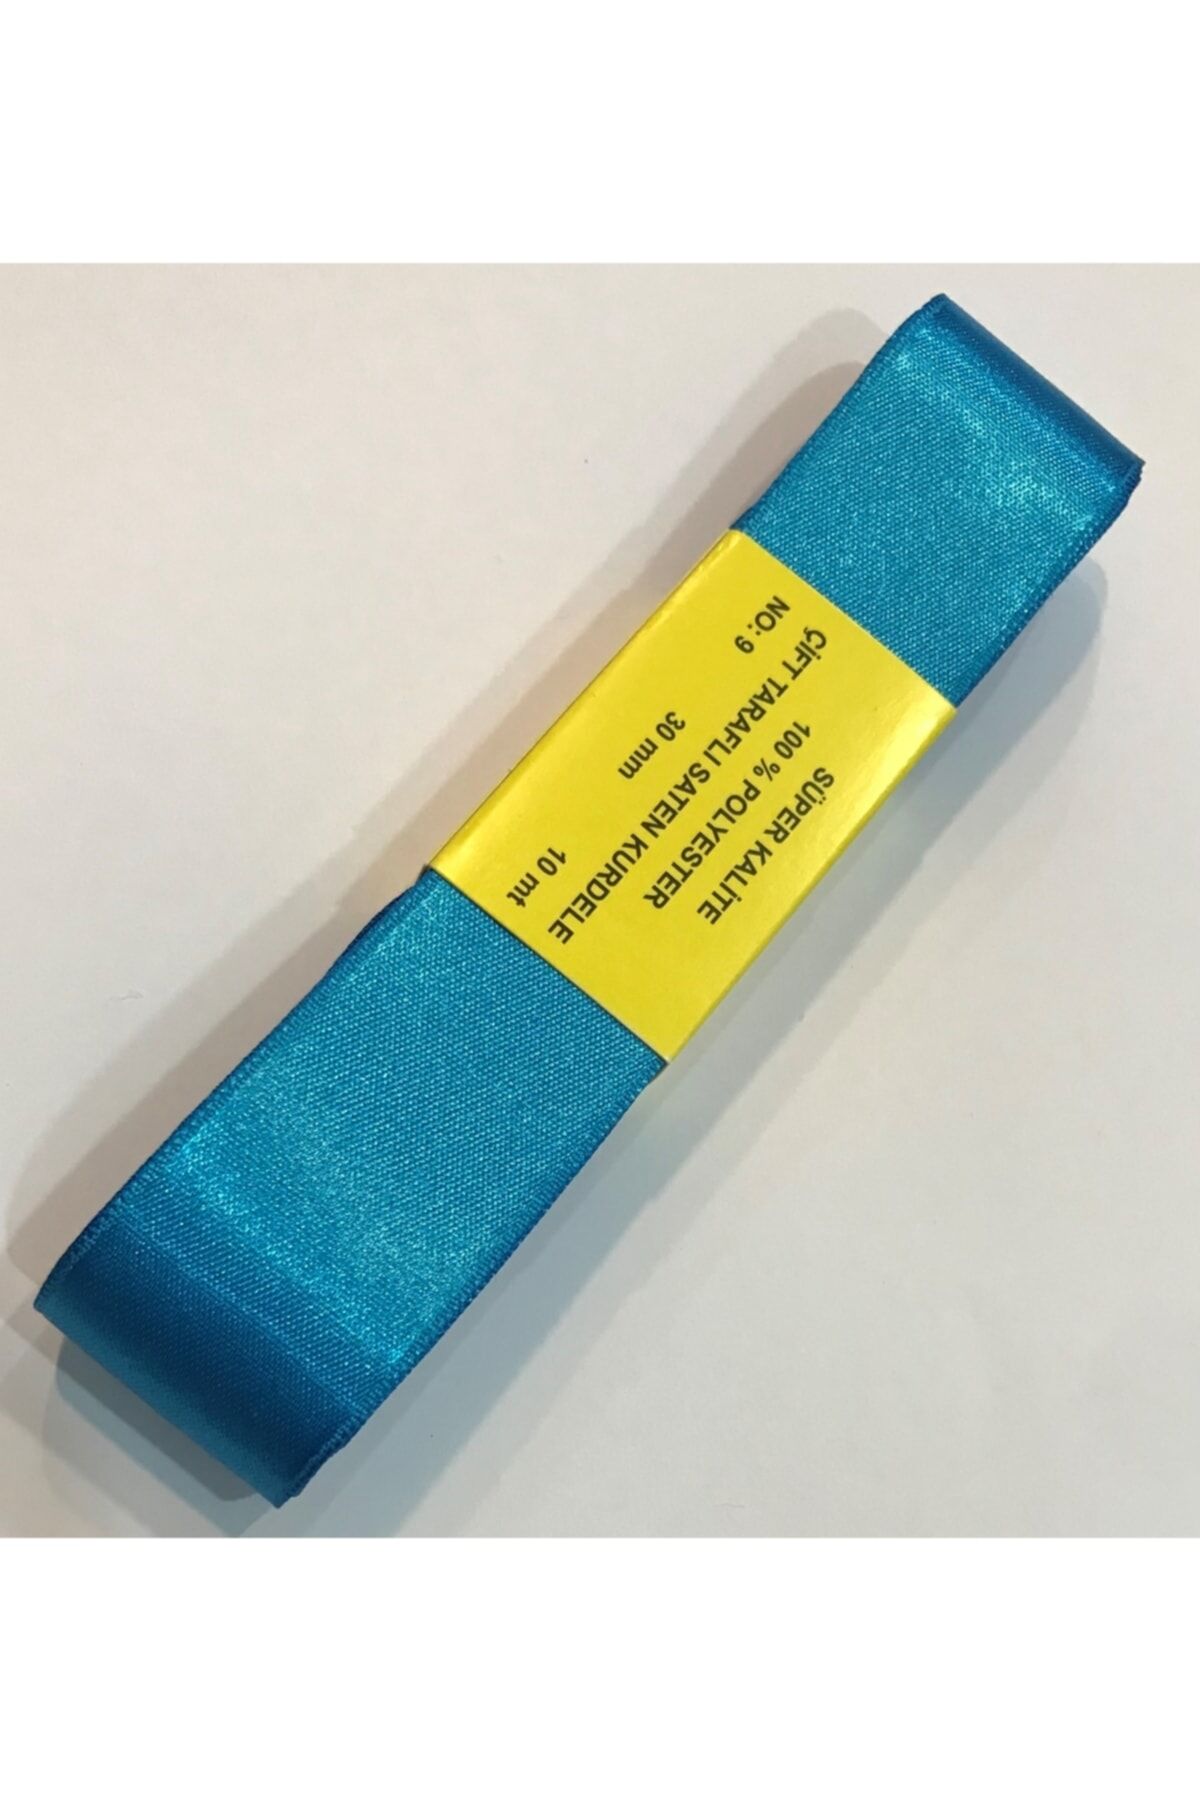 SÜPER KALİTE
100 % POLYESTER
ÇİFT TARAFLI SATEN KURDELE
NO: 9 30 mm 10 mt